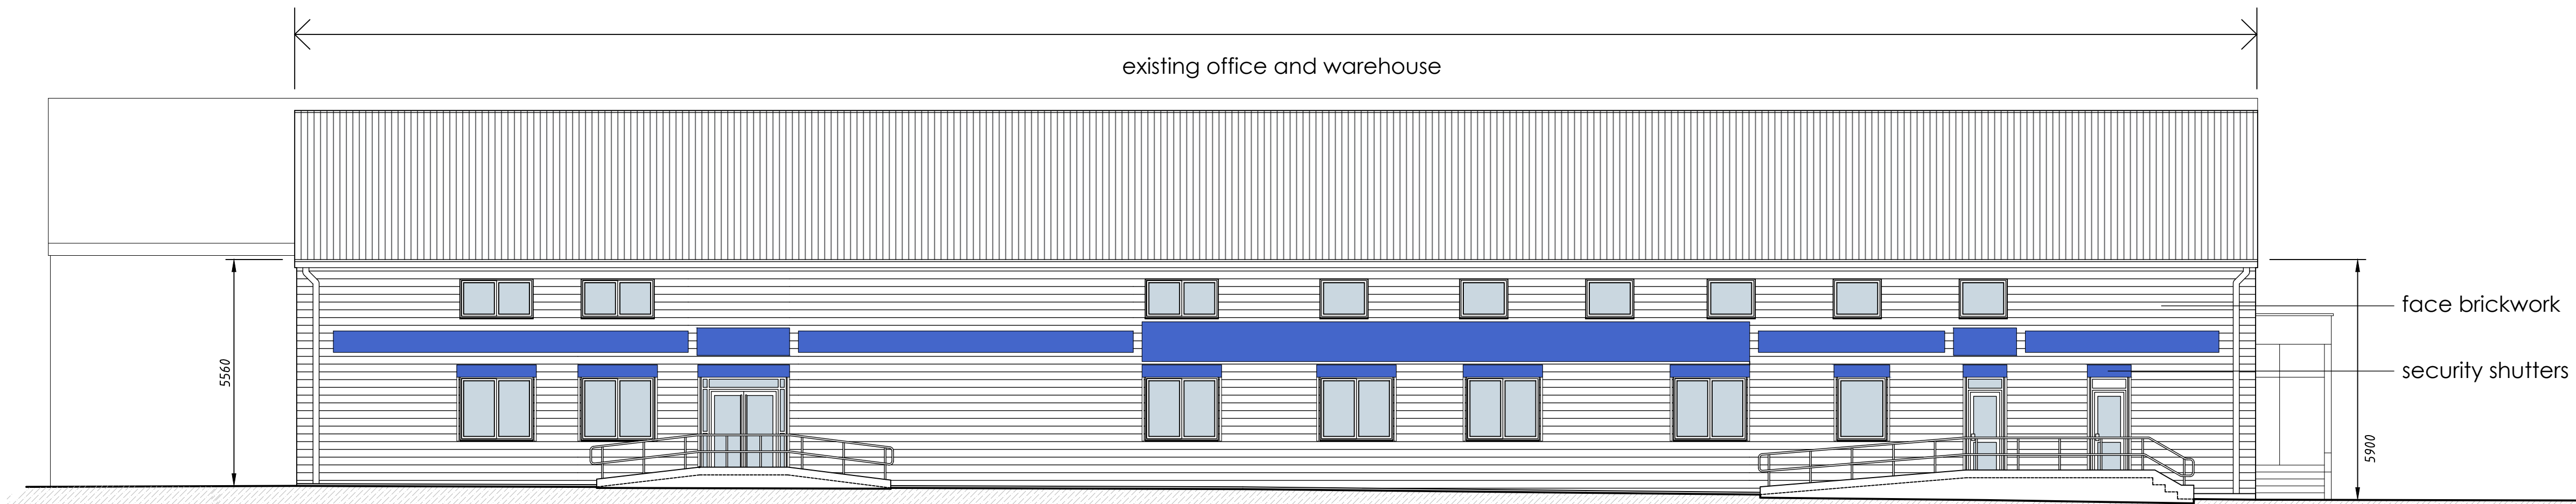 existing office and warehouse
face brickwork
5560
security shutters
5900